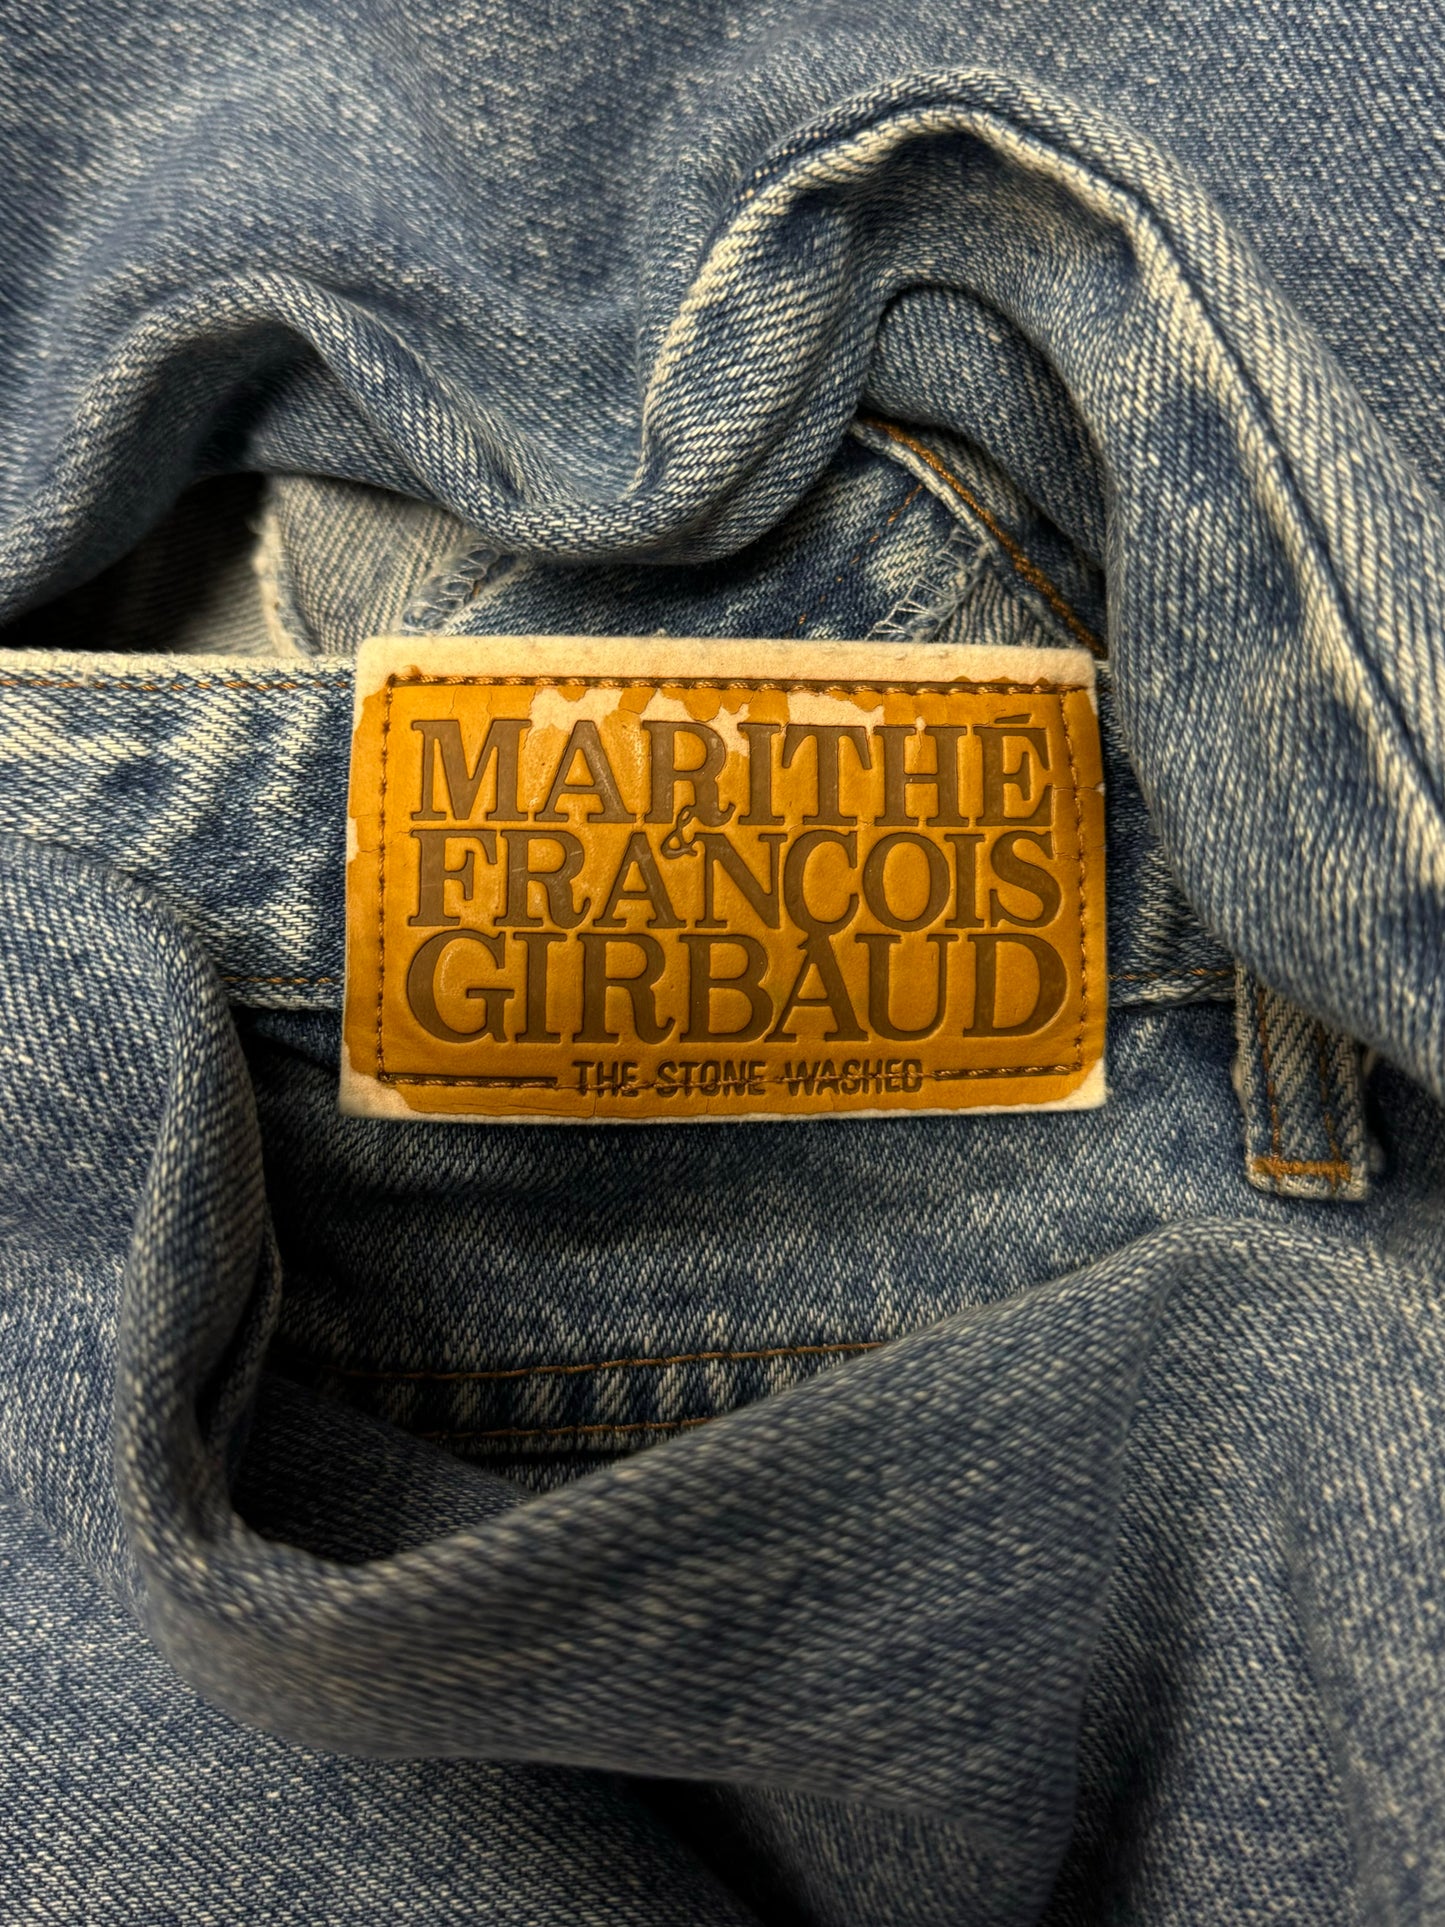 MARITHÉ
&
FRANCOIS
GIRBAUD
THE STONE WASHED